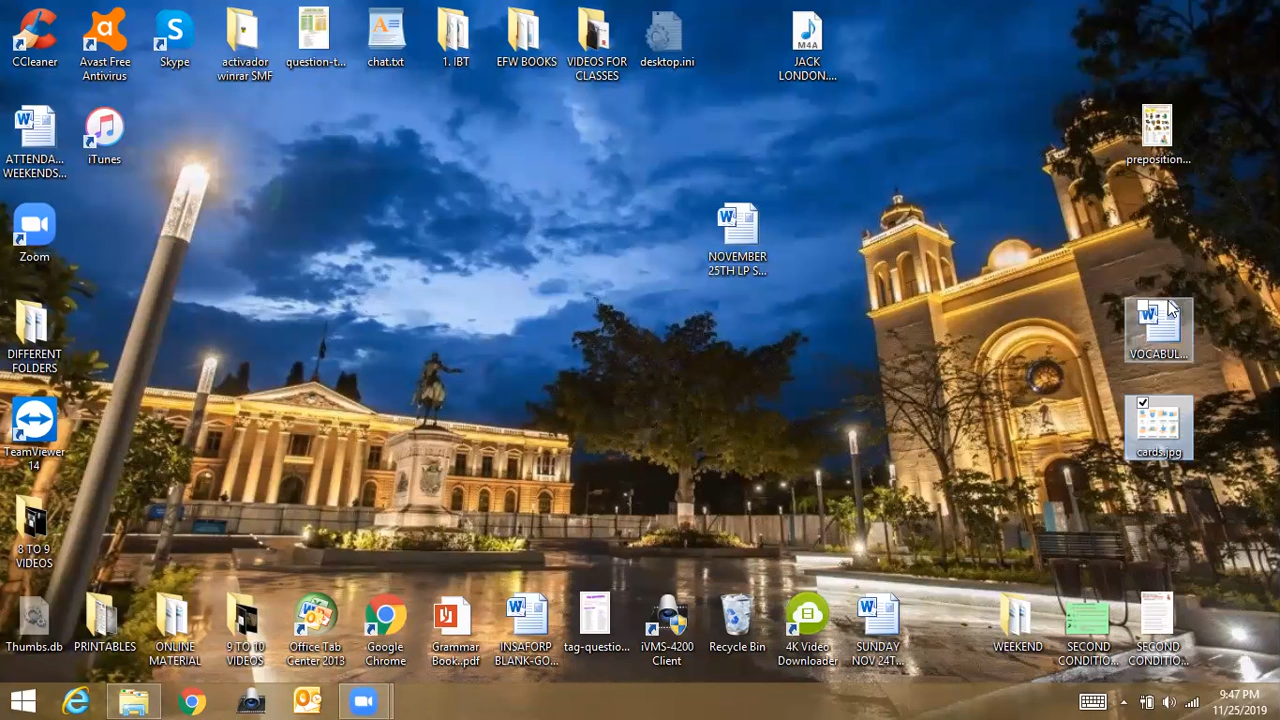 CCleaner
Avast Free
Antivirus
Skype
activador
winrar SMF
question-t...
chat.txt
1. IBT
EFW BOOKS
VIDEOS FOR
CLASSES
desktop.ini
M4A
JACK
LONDON....
ATTENDA...
WEEKENDS...
iTunes
preposition...
Zoom
NOVEMBER
25TH LP S...
DIFFERENT
FOLDERS
VOCABUL...
TeamViewer
14
cards.jpg
8 TO 9
VIDEOS
Thumbs.db
PRINTABLES
ONLINE
MATERIAL
9 TO 10
VIDEOS
Office Tab
Center 2013
Google
Chrome
Grammar
Book..pdf
INSAFORP
BLANK-GO...
tag-questio...
iVMS-4200
Client
Recycle Bin
4K Video
Downloader
SUNDAY
NOV 24T...
WEEKEND
SECOND
CONDITIO...
SECOND
CONDITIO...
9:47 PM
11/25/2019